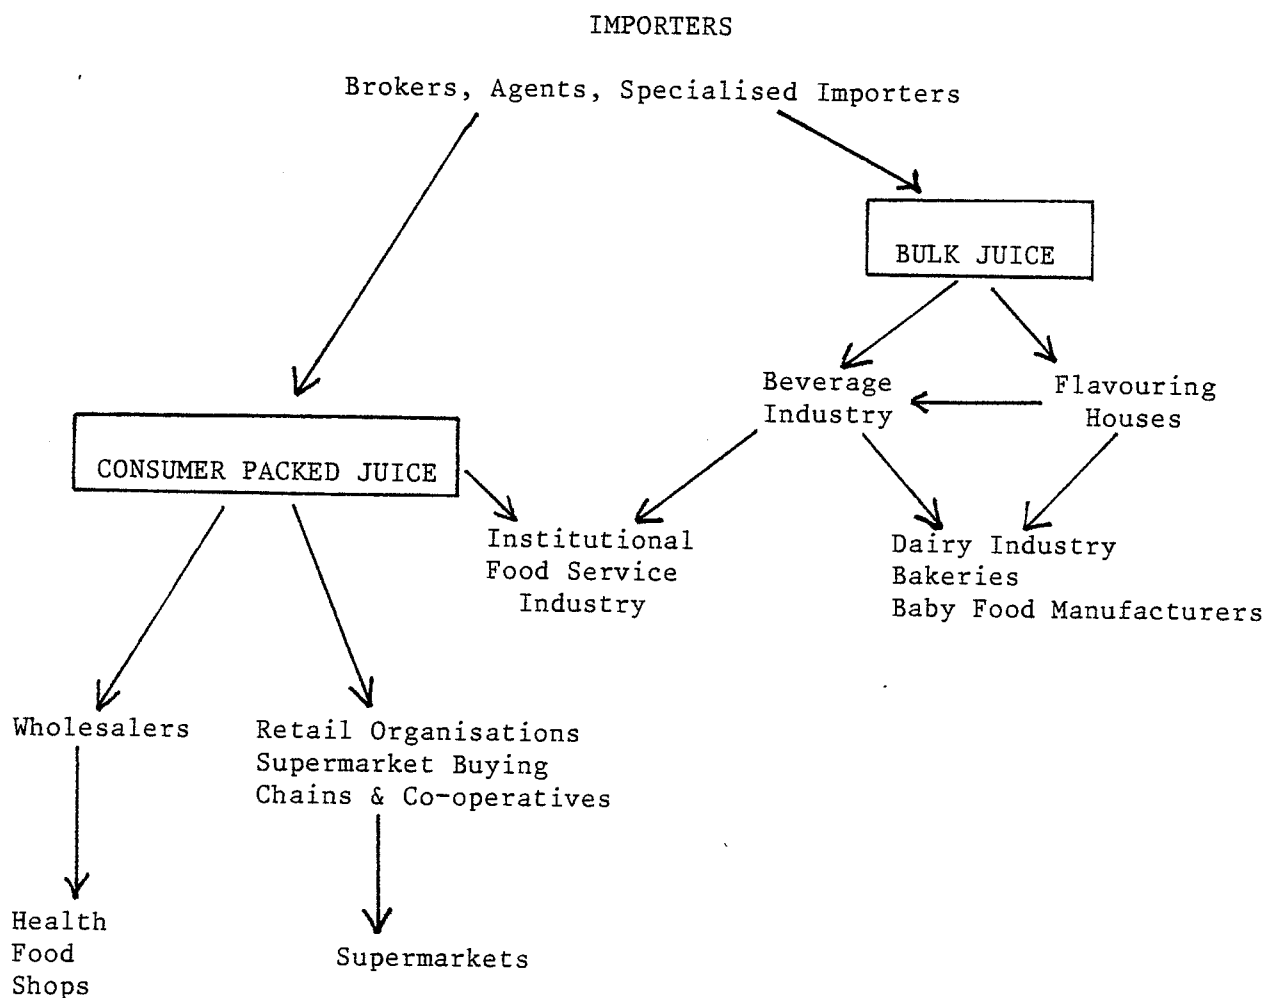 IMPORTERS
Brokers, Agents, Specialised Importers
BULK JUICE
Beverage
Industry
Flavouring
Houses
CONSUMER PACKED JUICE
Institutional
Food Service
Industry
Dairy Industry
Bakeries
Baby Food Manufacturers
Wholesalers
Retail Organisations
Supermarket Buying
Chains & Co-operatives
Health
Food
Shops
Supermarkets